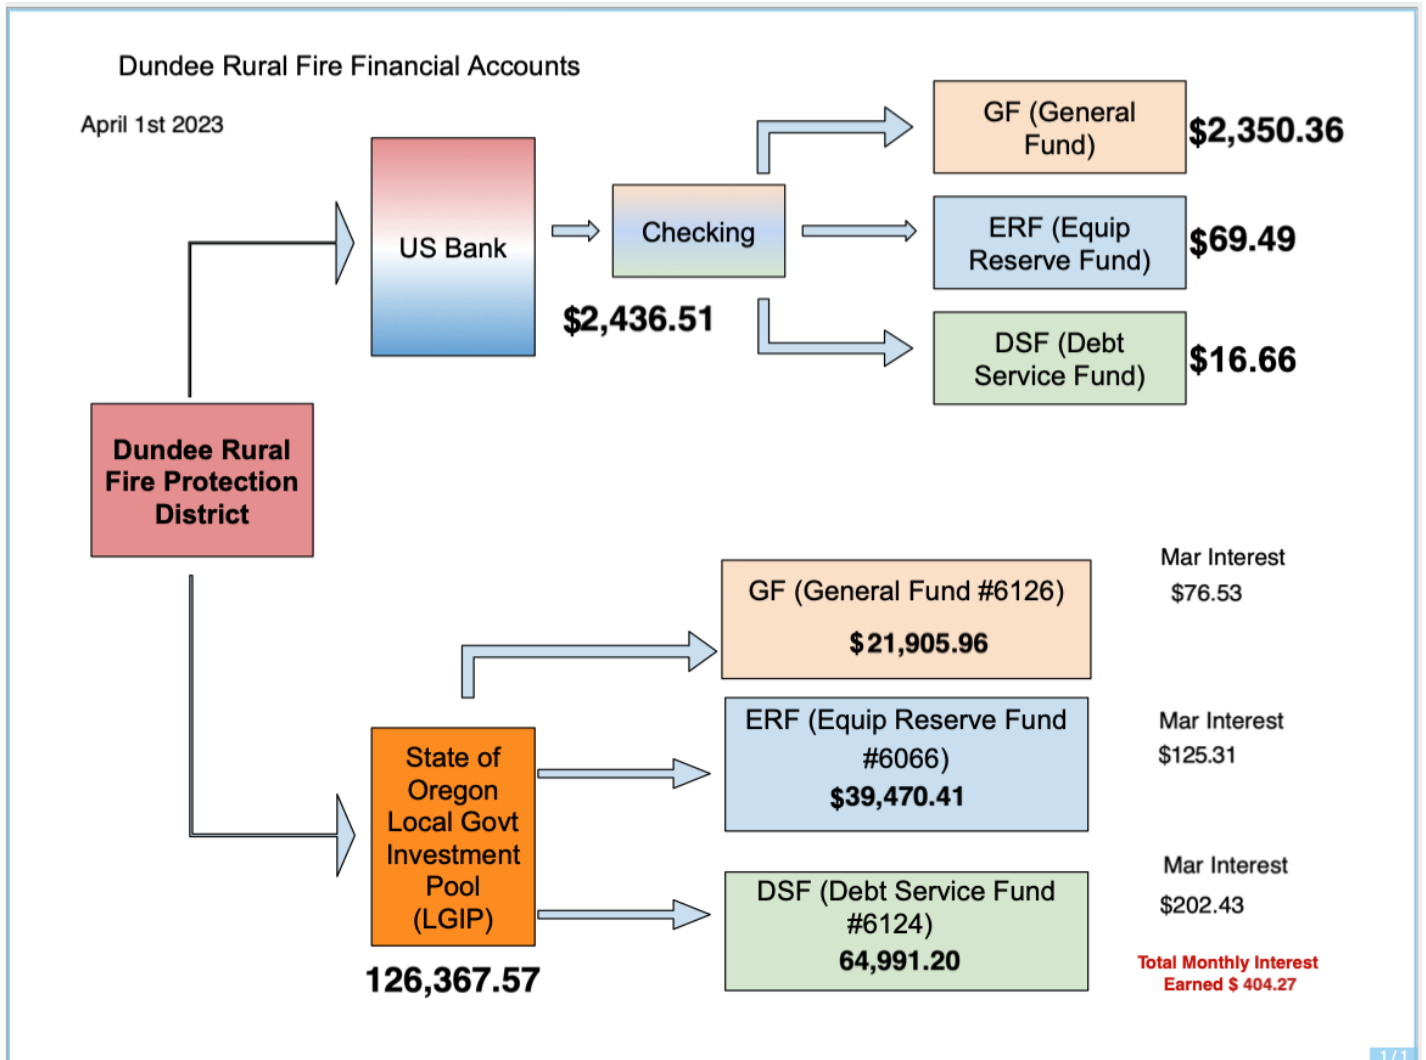 Dundee Rural Fire Financial Accounts
April 1st 2023
US Bank
Checking
$2,436.51
GF (General
Fund)
$2,350.36
ERF (Equip
Reserve Fund)
$69.49
DSF (Debt
Service Fund)
$16.66
Dundee Rural
Fire Protection
District
State of
Oregon
Local Govt
Investment
Pool
(LGIP)
126,367.57
GF (General Fund #6126)
$21,905.96
Mar Interest
$76.53
ERF (Equip Reserve Fund
#6066)
$39,470.41
Mar Interest
$125.31
DSF (Debt Service Fund
#6124)
64,991.20
Mar Interest
$202.43
Total Monthly Interest
Earned $ 404.27
1/1